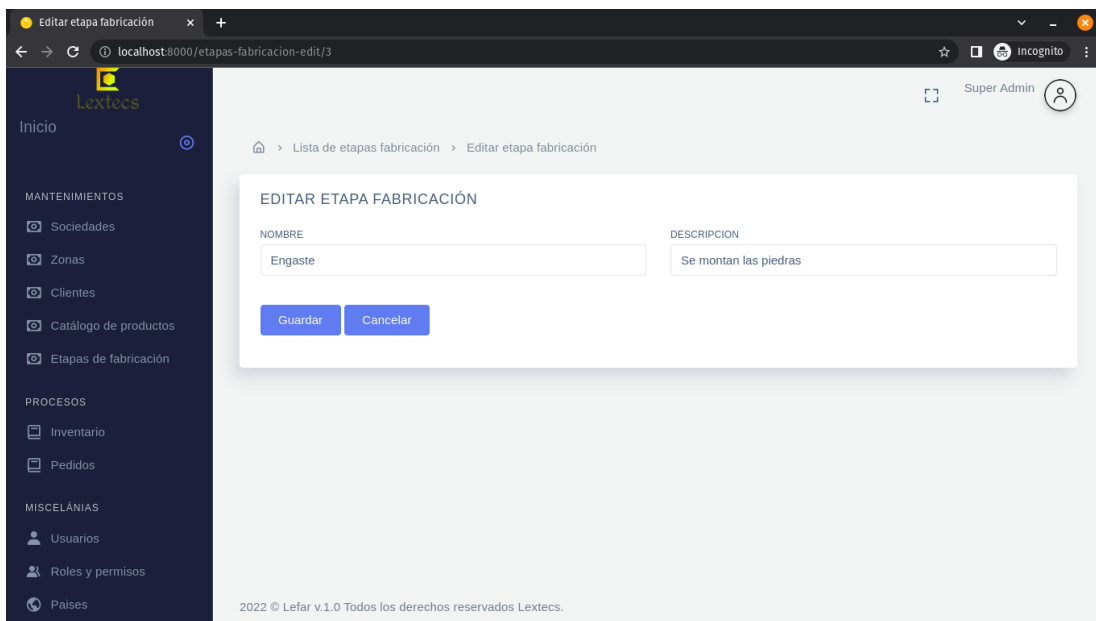 Editar etapa fabricación
localhost:8000/etapas-fabricacion-edit/3
Incognito
Lextecs
Inicio
MANTENIMIENTOS
Sociedades
Zonas
Clientes
Catálogo de productos
Etapas de fabricación
PROCESOS
Inventario
Pedidos
MISCELÁNIAS
Usuarios
Roles y permisos
Paises
Super Admin
Lista de etapas fabricación > Editar etapa fabricación
EDITAR ETAPA FABRICACIÓN
NOMBRE
Engaste
DESCRIPCION
Se montan las piedras
Guardar Cancelar
2022 © Lefar v.1.0 Todos los derechos reservados Lextecs.